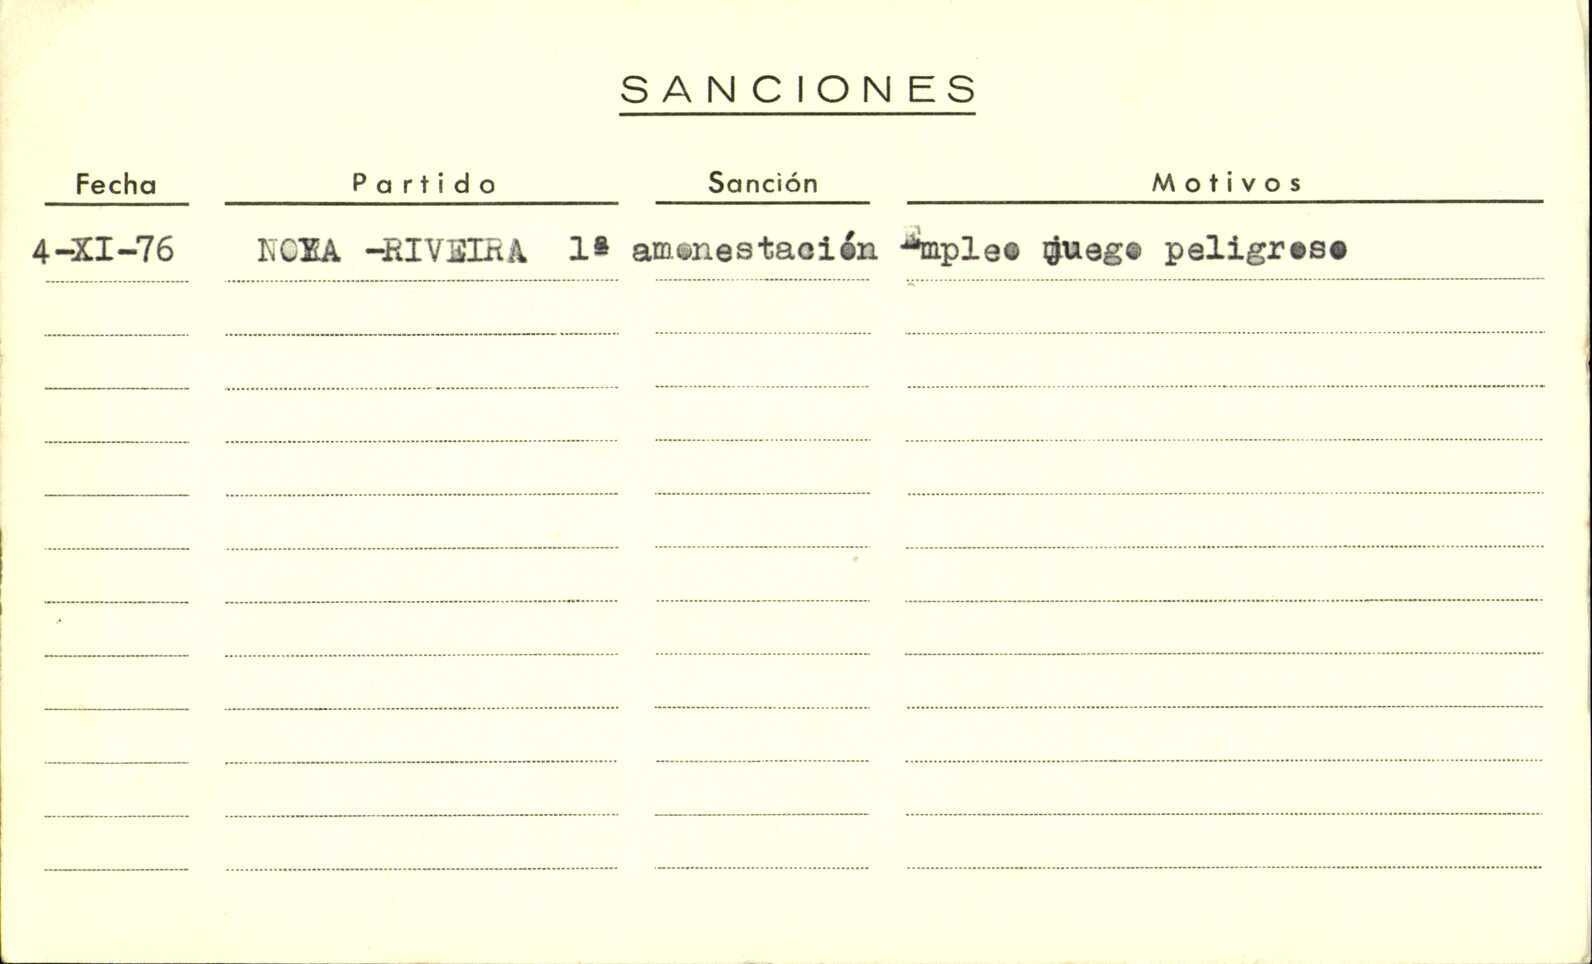 SANCIONES
Fecha Partido Sanción Motivos
4-XI-76 NOYA -RIVEIRA 1ª amonestación Empleo juego peligroso